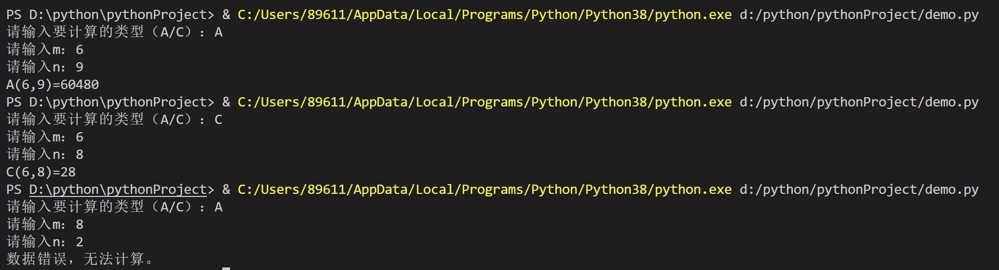 PS D:\python\pythonProject> & C:/Users/89611/AppData/Local/Programs/Python/Python38/python.exe d:/python/pythonProject/demo.py
请输入要计算的类型（A/C）：A
请输入m：6
请输入n：9
A(6,9)=60480
PS D:\python\pythonProject> & C:/Users/89611/AppData/Local/Programs/Python/Python38/python.exe d:/python/pythonProject/demo.py
请输入要计算的类型（A/C）：C
请输入m：6
请输入n：8
C(6,8)=28
PS D:\python\pythonProject> & C:/Users/89611/AppData/Local/Programs/Python/Python38/python.exe d:/python/pythonProject/demo.py
请输入要计算的类型（A/C）：A
请输入m：8
请输入n：2
数据错误，无法计算。